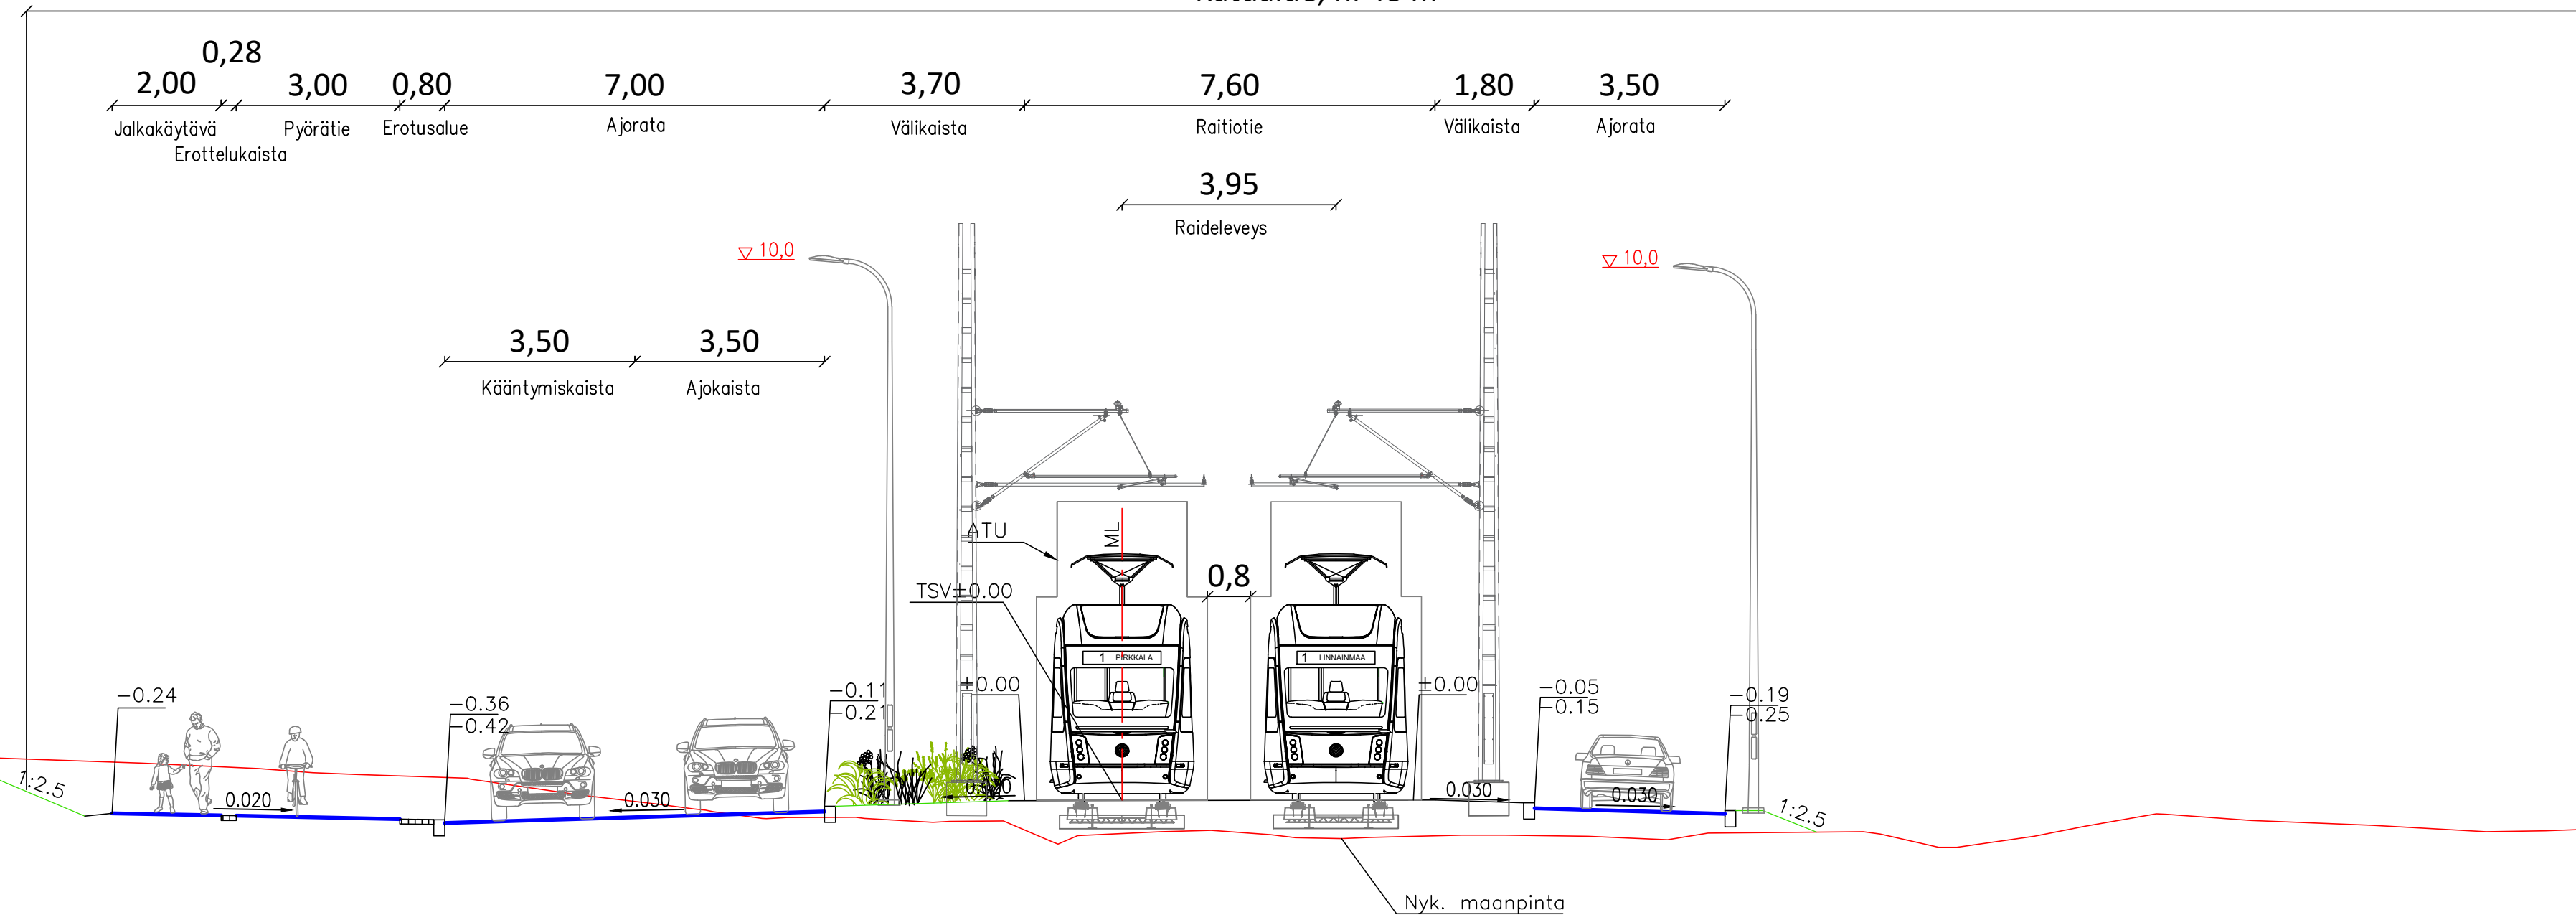 0,28
2,00 3,00 0,80 7,00 3,70 7,60 1,80 3,50
Jalkakäytävä Pyörätie Erotusalue Ajorata Välikaista Raitiotie Välikaista Ajorata
Erottelukaista
3,95
Raideleveys
10,0 10,0
3,50 3,50
Kääntymiskaista Ajokaista
ATU
ML
0,8
TSV±0.00
1 PIRKKALA 1 LINNAINMAA
-0.24
-0.36
-0.42
-0.11
-0.21
±0.00
±0.00
-0.05
-0.15
-0.19
-0.25
1:2.5
0.020 0.030 0.030 0.030
1:2.5
Nyk. maanpinta